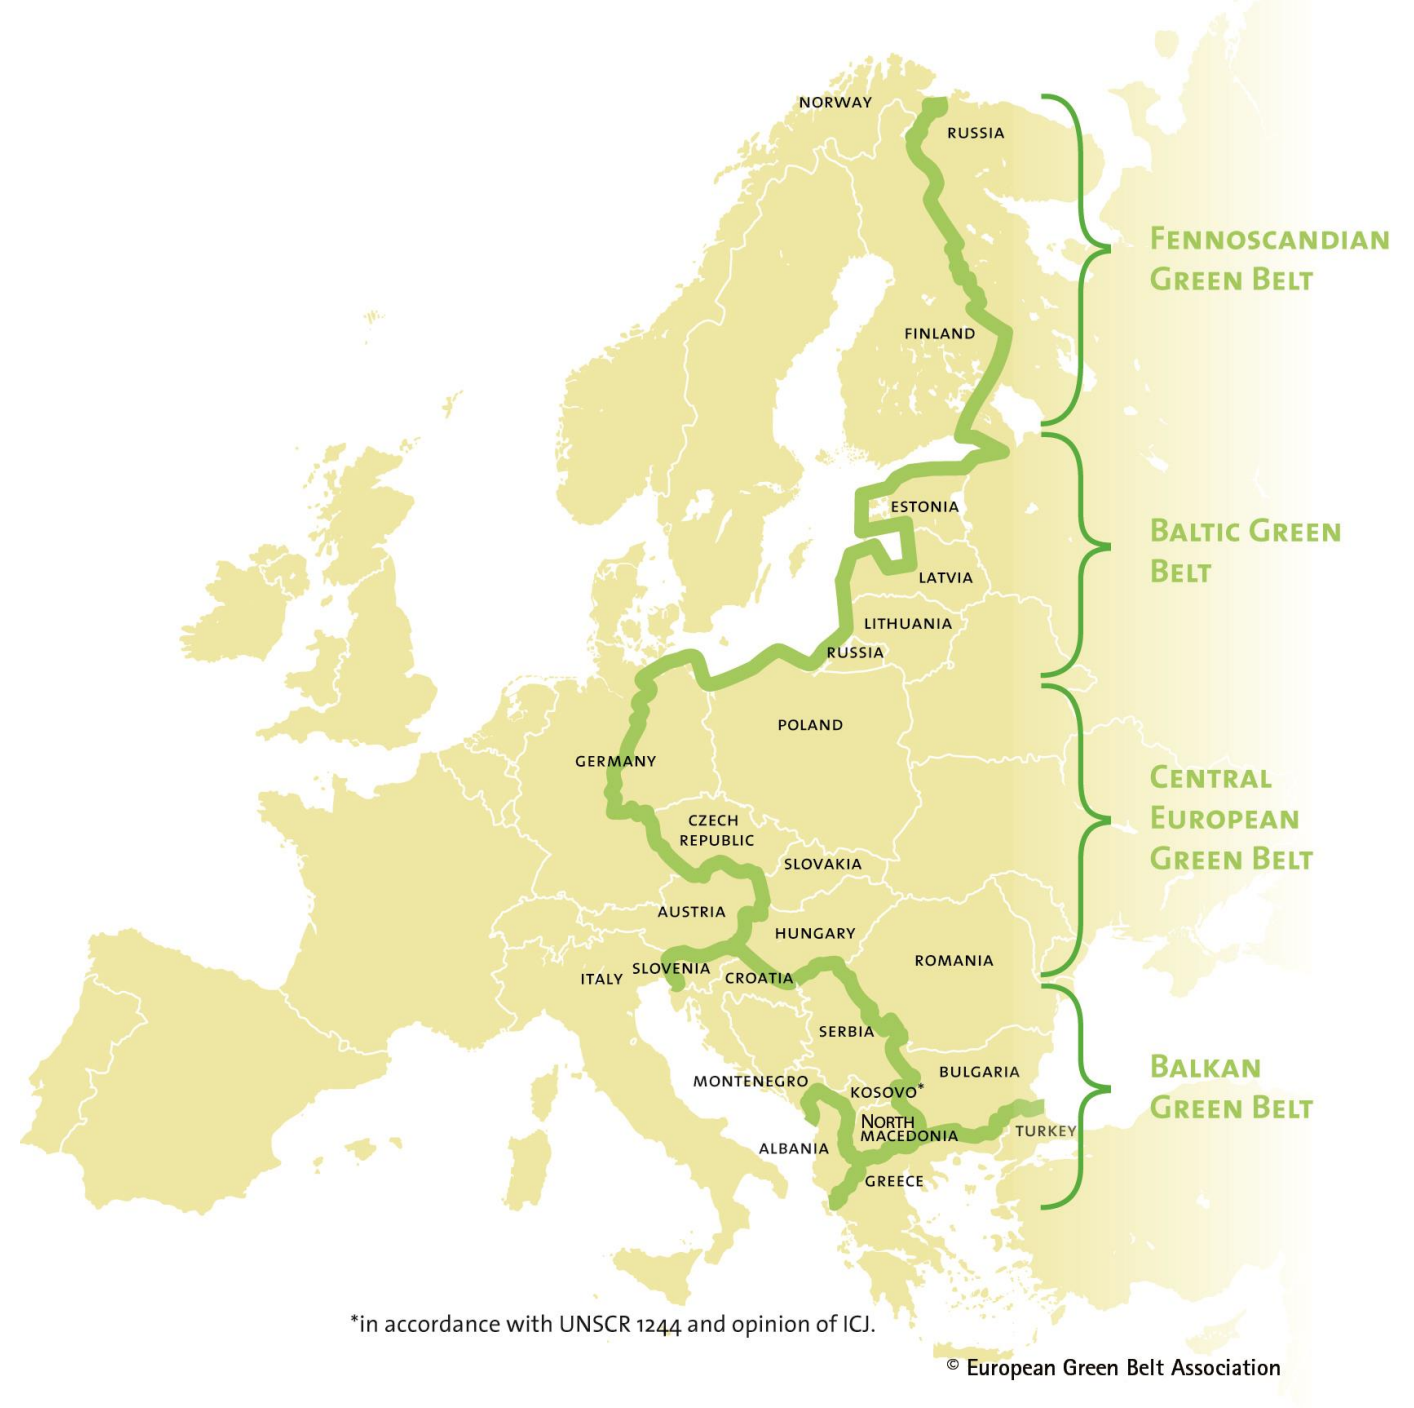 NORWAY
RUSSIA
FENNOSCANDIAN
GREEN BELT
FINLAND
ESTONIA
BALTIC GREEN
BELT
LATVIA
LITHUANIA
RUSSIA
POLAND
GERMANY
CENTRAL
EUROPEAN
GREEN BELT
CZECH
REPUBLIC
SLOVAKIA
AUSTRIA
HUNGARY
ROMANIA
ITALY
SLOVENIA
CROATIA
SERBIA
BULGARIA
MONTENEGRO
KOSOVO*
BALKAN
GREEN BELT
NORTH
MACEDONIA
TURKEY
ALBANIA
GREECE
*in accordance with UNSCR 1244 and opinion of ICJ.
© European Green Belt Association